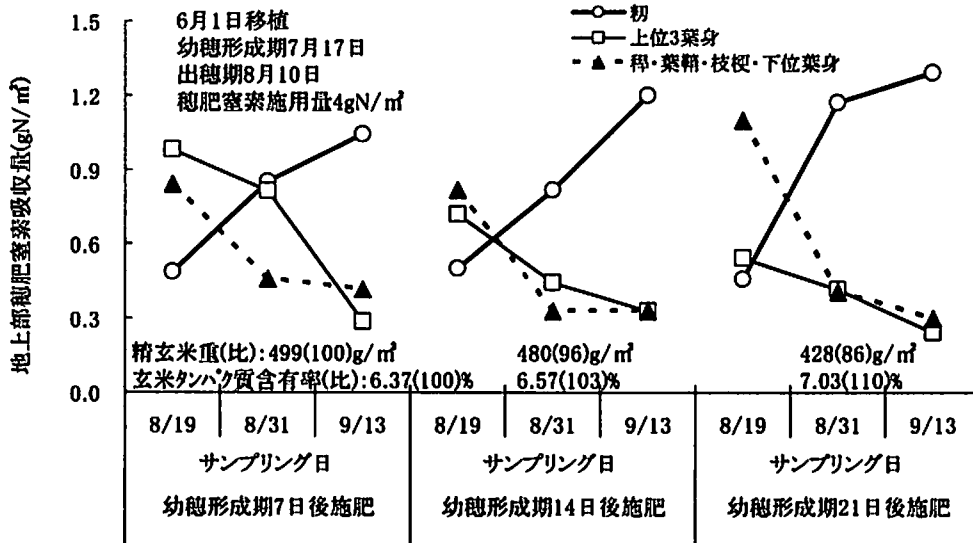 6月1日移植
幼穂形成期7月17日
出穂期8月10日
穂肥窒素施用量4gN/㎡
籾
上位3葉身
稈・葉鞘・枝梗・下位葉身
地上部穂肥窒素吸収量(gN/㎡)
1.5
1.2
0.9
0.6
0.3
0.0
精玄米重(比):499(100)g/㎡ 480(96)g/㎡ 428(86)g/㎡
玄米タンパク質含有率(比):6.37(100)% 6.57(103)% 7.03(110)%
8/19 8/31 9/13 8/19 8/31 9/13 8/19 8/31 9/13
サンプリング日 サンプリング日 サンプリング日
幼穂形成期7日後施肥 幼穂形成期14日後施肥 幼穂形成期21日後施肥